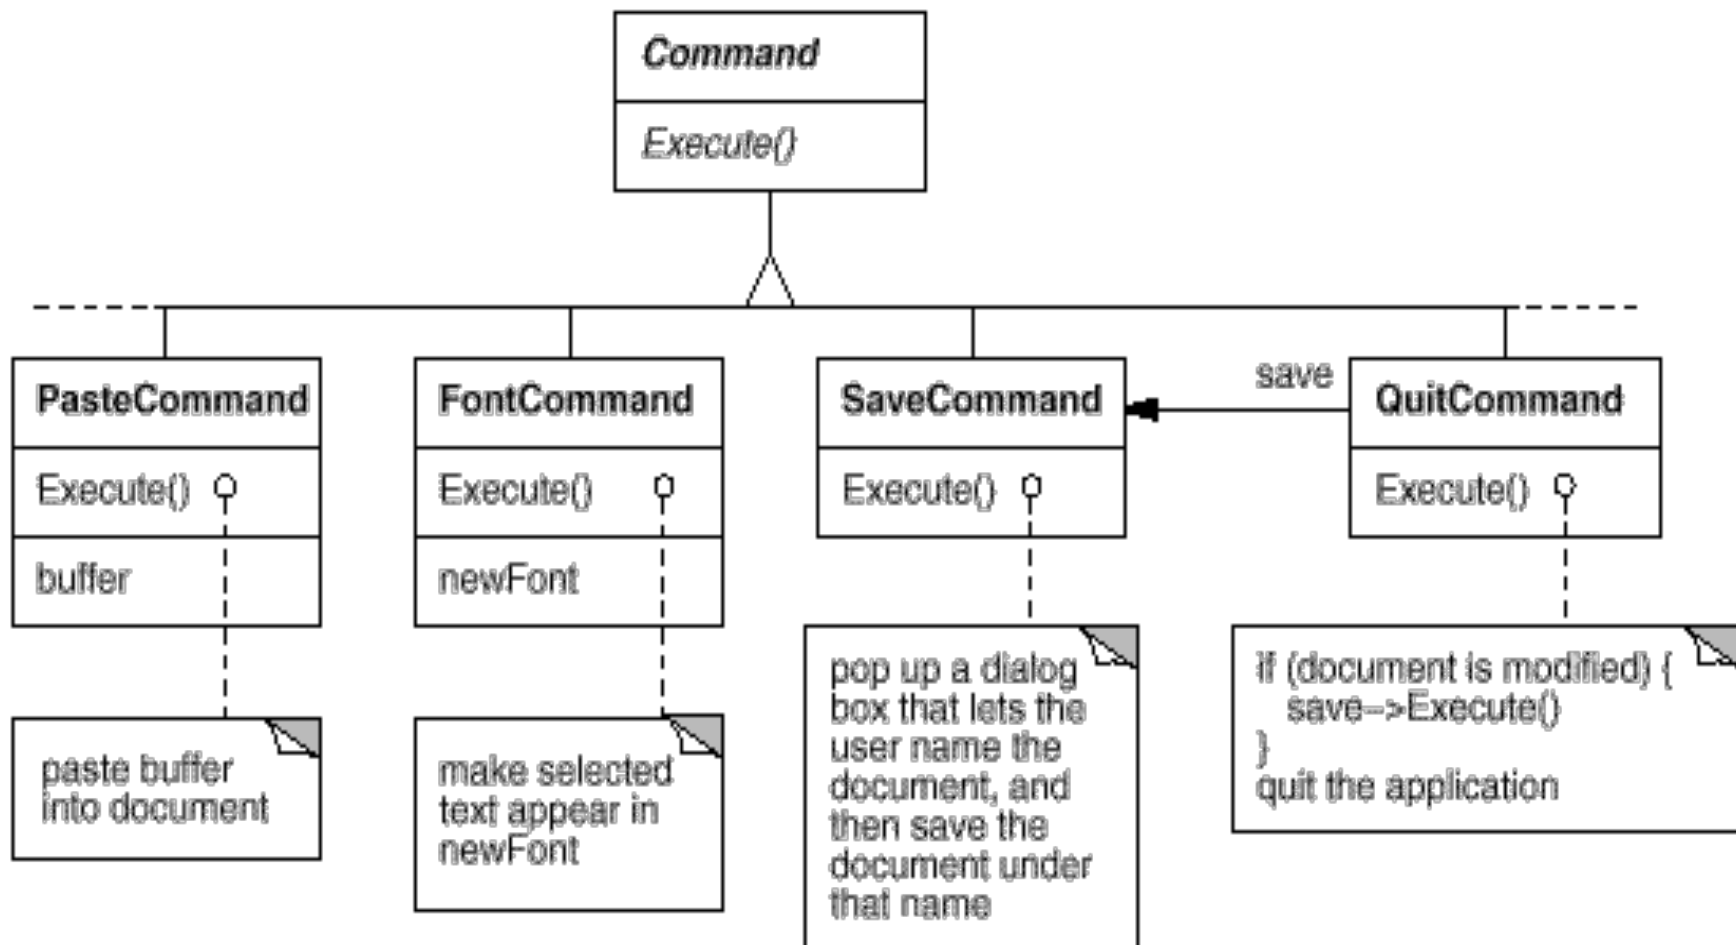 Command
Execute()
save
PasteCommand
Execute()
buffer
paste buffer
into document
FontCommand
Execute()
newFont
make selected
text appear in
newFont
SaveCommand
Execute()
pop up a dialog
box that lets the
user name the
document, and
then save the
document under
that name
QuitCommand
Execute()
if (document is modified) {
save->Execute()
}
quit the application